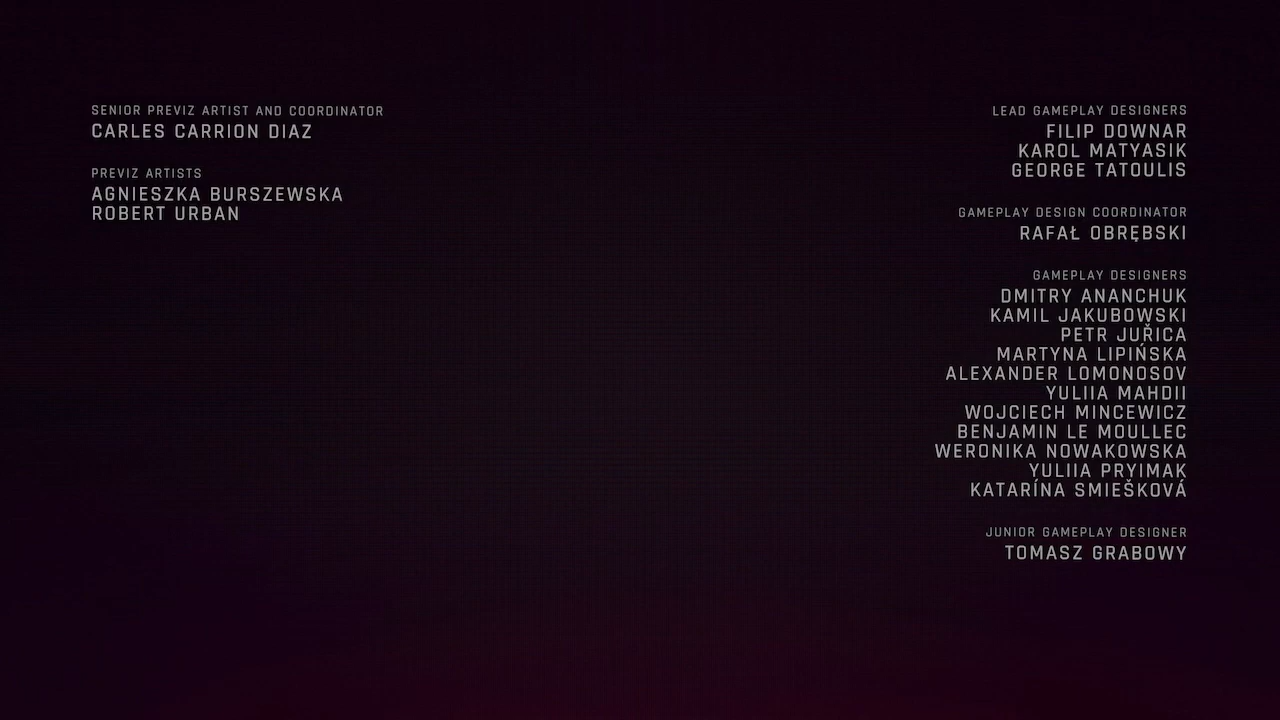 SENIOR PREVIZ ARTIST AND COORDINATOR
CARLES CARRION DIAZ
PREVIZ ARTISTS
AGNIESZKA BURSZEWSKA
ROBERT URBAN
LEAD GAMEPLAY DESIGNERS
FILIP DOWNAR
KAROL MATYASIK
GEORGE TATOULIS
GAMEPLAY DESIGN COORDINATOR
RAFAŁ OBRĘBSKI
GAMEPLAY DESIGNERS
DMITRY ANANCHUK
KAMIL JAKUBOWSKI
PETR JUŘICA
MARTYNA LIPIŃSKA
ALEXANDER LOMONOSOV
YULIIA MAHDII
WOJCIECH MINCEWICZ
BENJAMIN LE MOULLEC
WERONIKA NOWAKOWSKA
YULIIA PRYIMAK
KATARÍNA SMIEŠKOVÁ
JUNIOR GAMEPLAY DESIGNER
TOMASZ GRABOWY